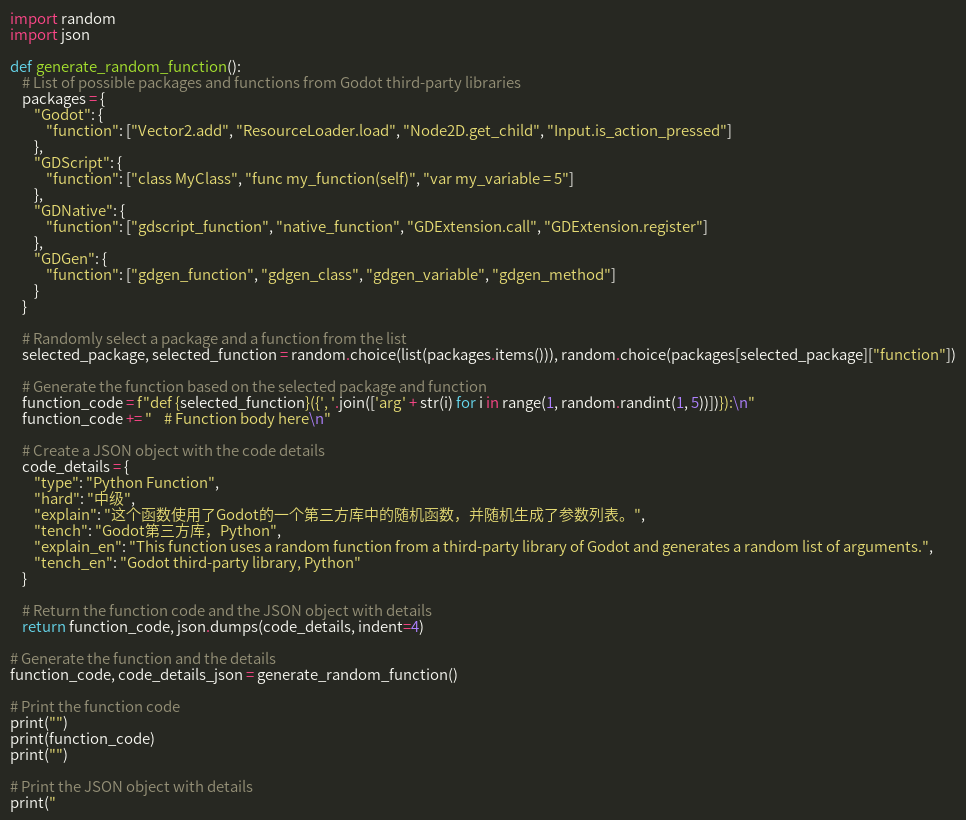 import random
import json

def generate_random_function():
    # List of possible packages and functions from Godot third-party libraries
    packages = {
        "Godot": {
            "function": ["Vector2.add", "ResourceLoader.load", "Node2D.get_child", "Input.is_action_pressed"]
        },
        "GDScript": {
            "function": ["class MyClass", "func my_function(self)", "var my_variable = 5"]
        },
        "GDNative": {
            "function": ["gdscript_function", "native_function", "GDExtension.call", "GDExtension.register"]
        },
        "GDGen": {
            "function": ["gdgen_function", "gdgen_class", "gdgen_variable", "gdgen_method"]
        }
    }

    # Randomly select a package and a function from the list
    selected_package, selected_function = random.choice(list(packages.items())), random.choice(packages[selected_package]["function"])

    # Generate the function based on the selected package and function
    function_code = f"def {selected_function}({', '.join(['arg' + str(i) for i in range(1, random.randint(1, 5))])}):\n"
    function_code += "    # Function body here\n"

    # Create a JSON object with the code details
    code_details = {
        "type": "Python Function",
        "hard": "中级",
        "explain": "这个函数使用了Godot的一个第三方库中的随机函数，并随机生成了参数列表。",
        "tench": "Godot第三方库，Python",
        "explain_en": "This function uses a random function from a third-party library of Godot and generates a random list of arguments.",
        "tench_en": "Godot third-party library, Python"
    }

    # Return the function code and the JSON object with details
    return function_code, json.dumps(code_details, indent=4)

# Generate the function and the details
function_code, code_details_json = generate_random_function()

# Print the function code
print("")
print(function_code)
print("")

# Print the JSON object with details
print("